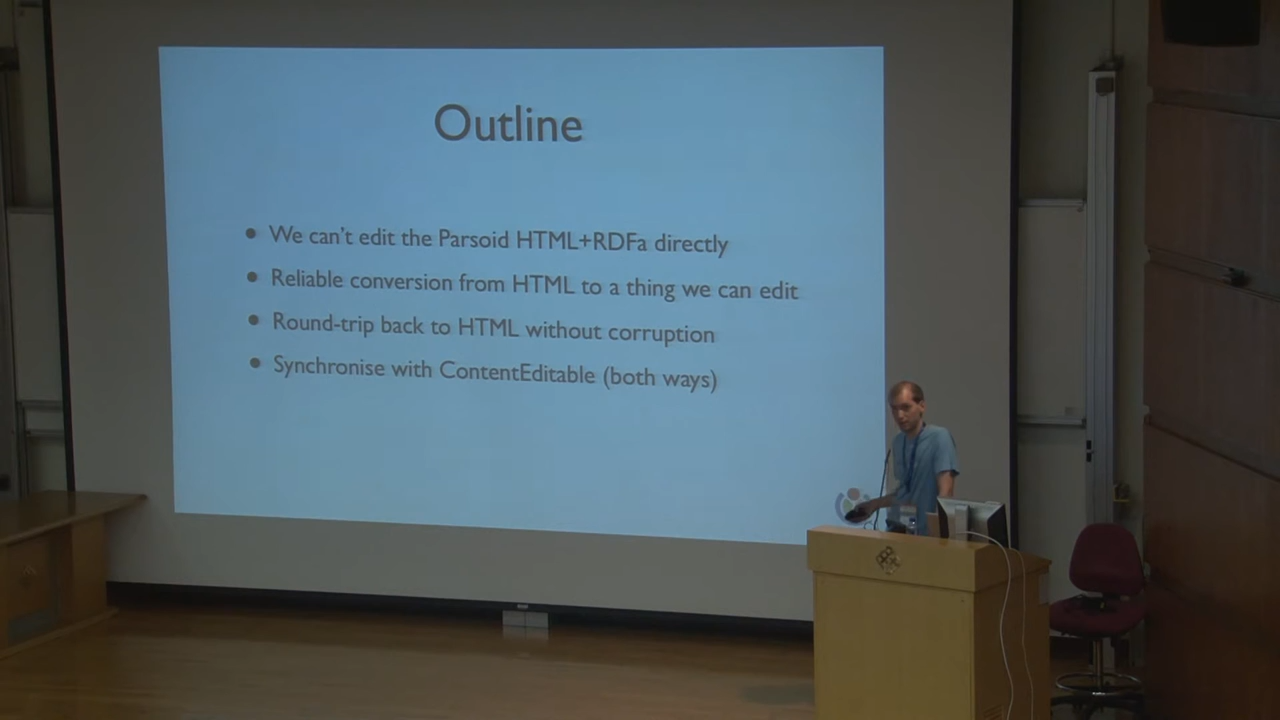 Outline
• We can't edit the Parsoid HTML+RDFa directly
• Reliable conversion from HTML to a thing we can edit
• Round-trip back to HTML without corruption
• Synchronise with ContentEditable (both ways)